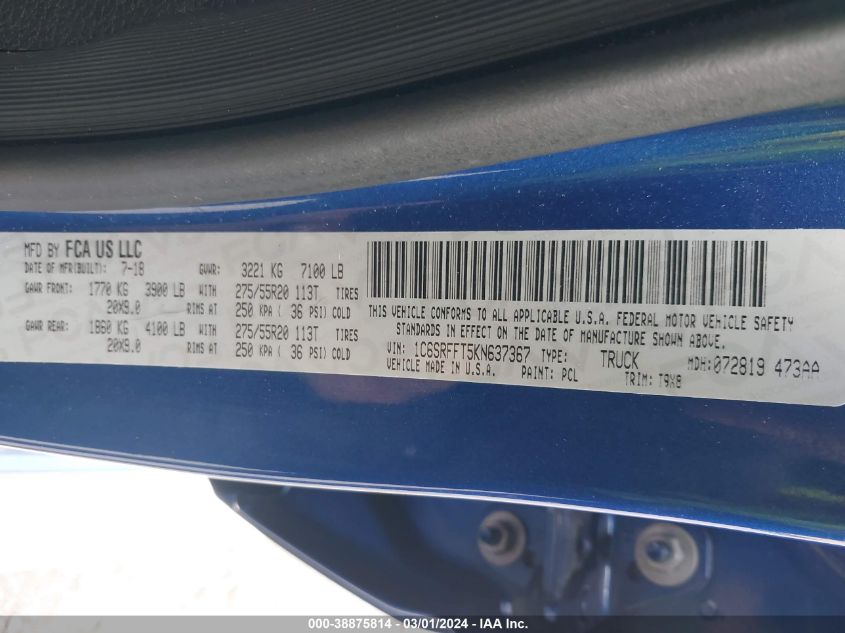 MFD BY FCA US LLC
DATE OF MFR(BUILT): 7-18 GVWR: 3221 KG 7100 LB
GAWR FRONT: 1770 KG 3900 LB WITH 275/55R20 113T TIRES
20X9.0 RIMS AT 250 KPA ( 36 PSI) COLD
GAWR REAR: 1860 KG 4100 LB WITH 275/55R20 113T TIRES
20X9.0 RIMS AT 250 KPA ( 36 PSI) COLD
THIS VEHICLE CONFORMS TO ALL APPLICABLE U.S.A. FEDERAL MOTOR VEHICLE SAFETY
STANDARDS IN EFFECT ON THE DATE OF MANUFACTURE SHOWN ABOVE.
VIN: 1C6SRFFT5KN637367 TYPE: TRUCK MDH:072819 473AA
VEHICLE MADE IN U.S.A. PAINT: PCL TRIM: T9X8
000-38875814 - 03/01/2024 - COPYRIGHT IAA, LLC.